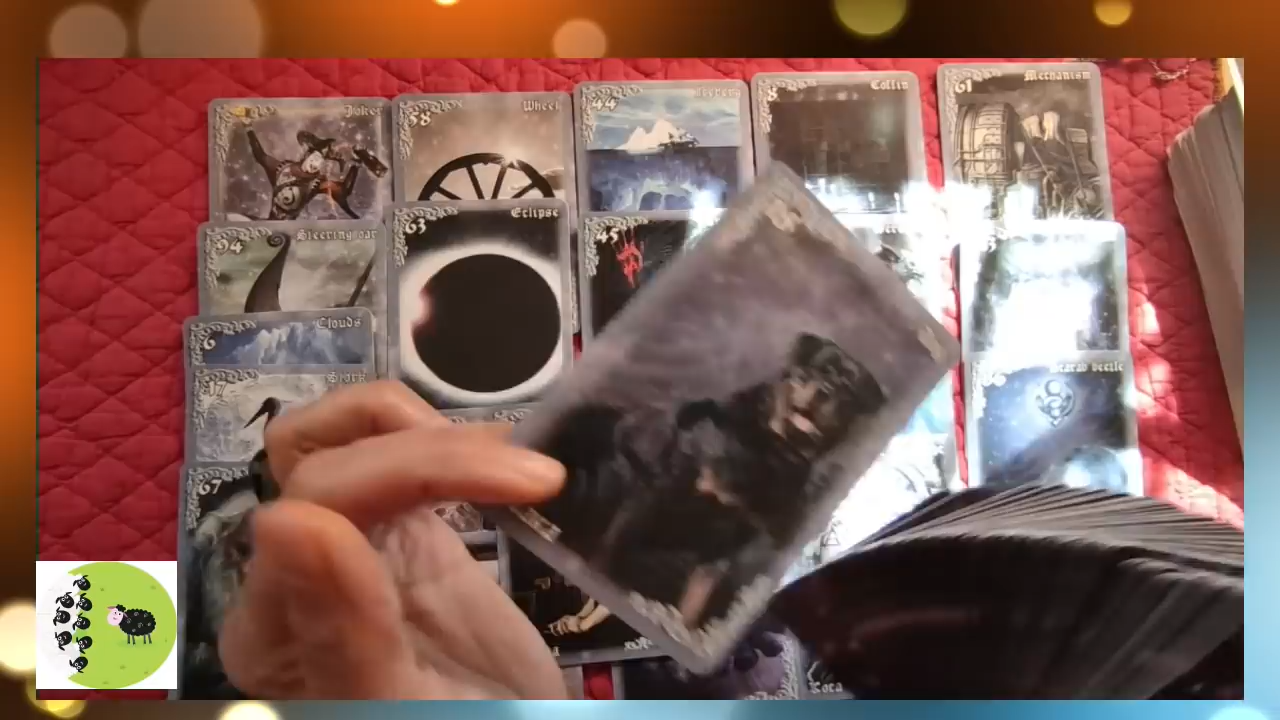 Joker
58
Wheel
44
8
Coffin
61
Mechanism
94
Steering oar
63
Eclipse
45
6
Clouds
17
Stork
Scarab beetle
67